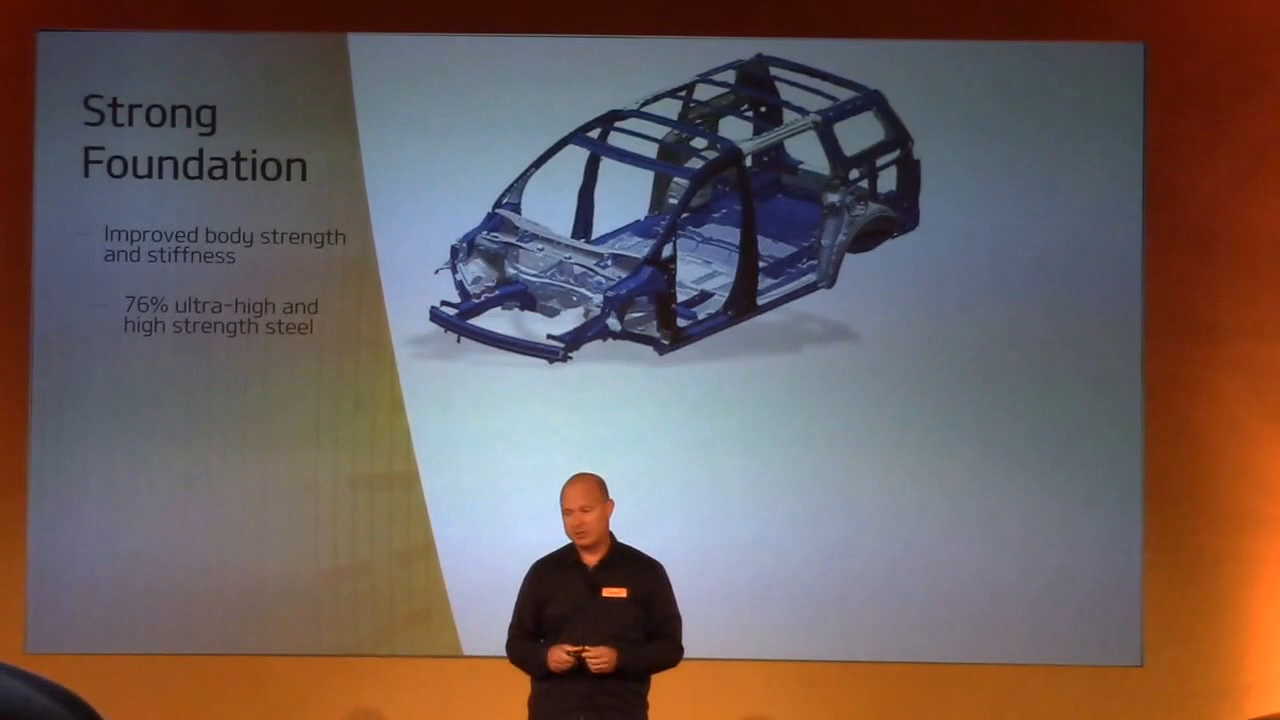 Strong
Foundation
Improved body strength
and stiffness
76% ultra-high and
high strength steel